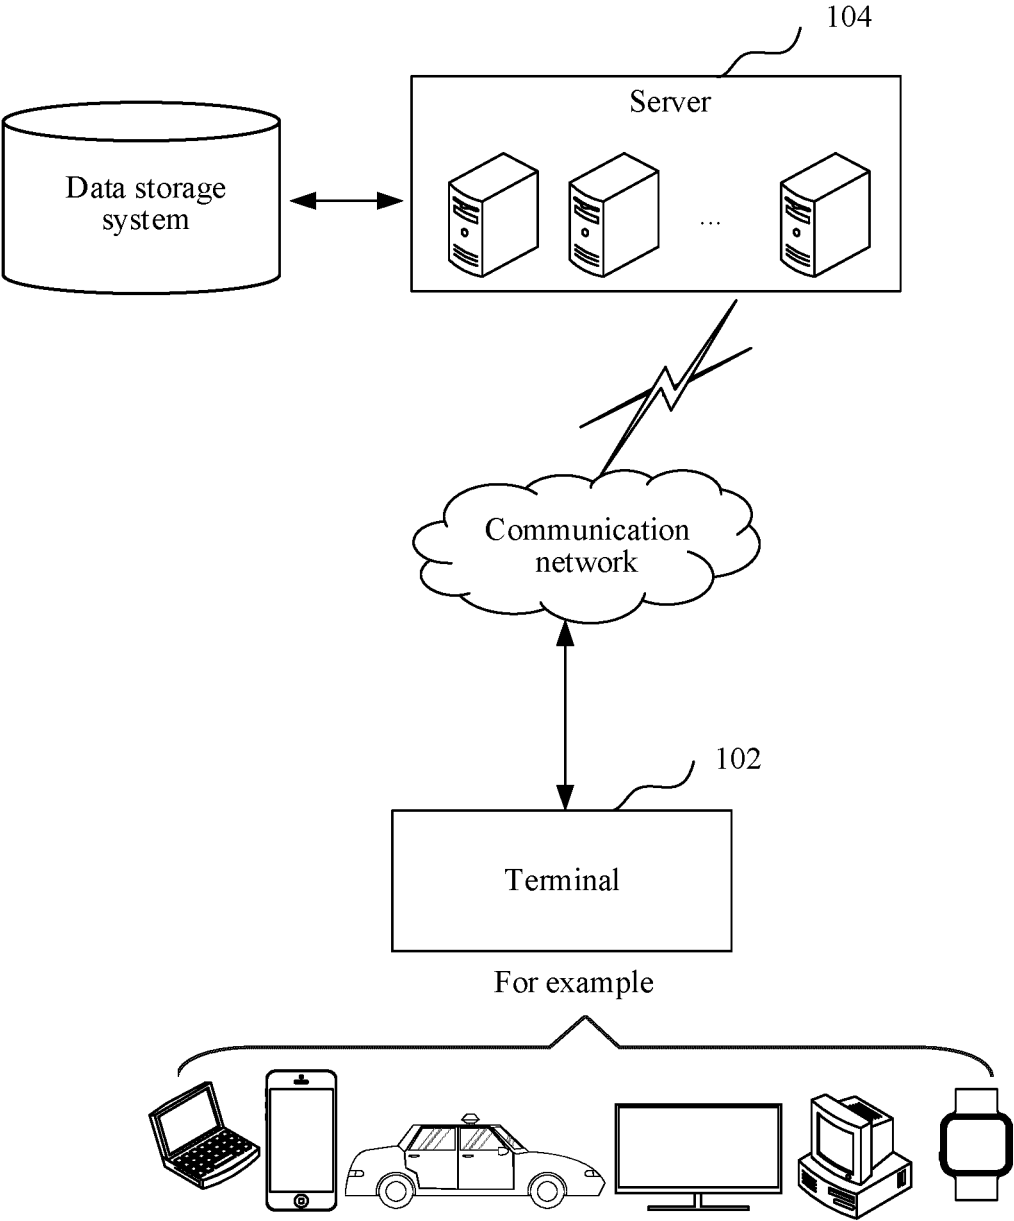 104
Server
Data storage
system
...
Communication
network
102
Terminal
For example